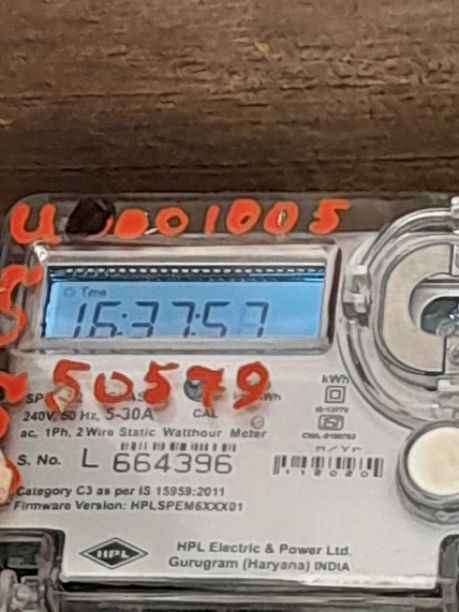 01005
Time
16:37:57
50579
kWh
240V, 50 Hz, 5-30A
CAL
ac, 1Ph, 2 Wire Static Watthour Meter
S. No. L 664396
M/Yr.
Category C3 as per IS 15959:2011
Firmware Version: HPLSPEM6XXX01
HPL
HPL Electric & Power Ltd.
Gurugram (Haryana) INDIA